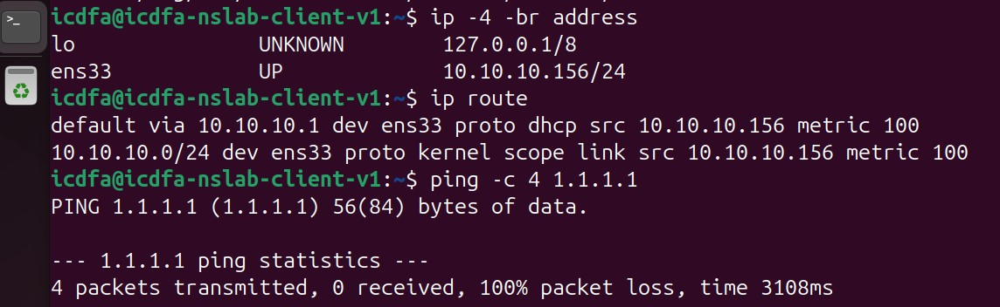 icdfa@icdfa-nslab-client-v1:~$ ip -4 -br address
lo UNKNOWN 127.0.0.1/8
ens33 UP 10.10.10.156/24
icdfa@icdfa-nslab-client-v1:~$ ip route
default via 10.10.10.1 dev ens33 proto dhcp src 10.10.10.156 metric 100
10.10.10.0/24 dev ens33 proto kernel scope link src 10.10.10.156 metric 100
icdfa@icdfa-nslab-client-v1:~$ ping -c 4 1.1.1.1
PING 1.1.1.1 (1.1.1.1) 56(84) bytes of data.
--- 1.1.1.1 ping statistics ---
4 packets transmitted, 0 received, 100% packet loss, time 3108ms